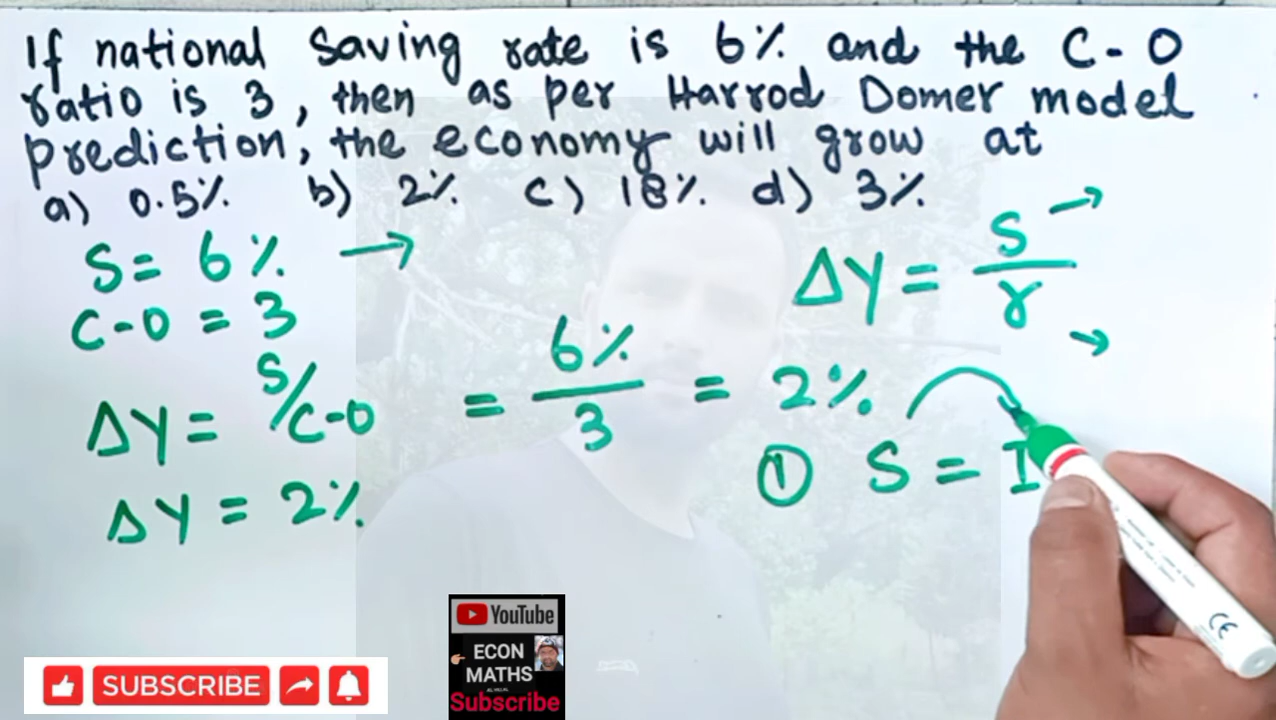 If national Saving rate is 6% and the C-O
ratio is 3, then as per Harrod Domer model
prediction, the economy will grow at
a) 0.5% b) 2% c) 18% d) 3%
S = 6% →
C-O = 3
ΔY = S/C-O = 6%/3 = 2%
ΔY = 2%
ΔY = S/r
→
→
① S = I
YouTube
ECON
MATHS
Subscribe
SUBSCRIBE
CE